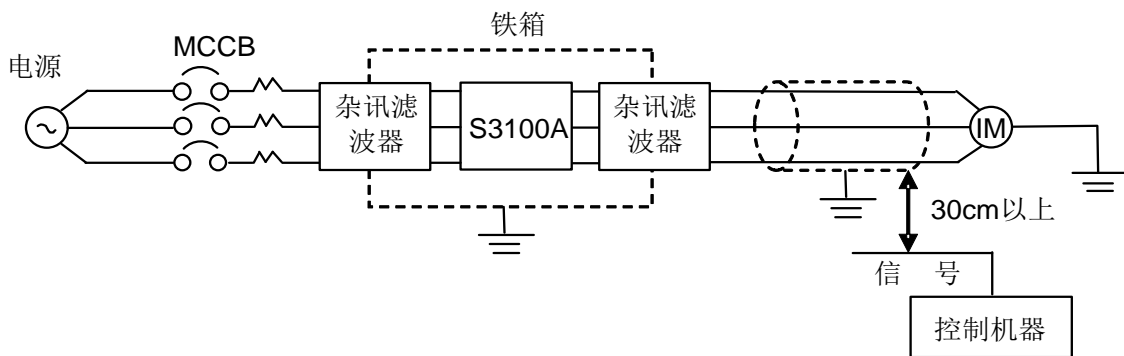 铁箱
MCCB
电源
杂讯滤
波器
S3100A
杂讯滤
波器
IM
30cm以上
信 号
控制机器